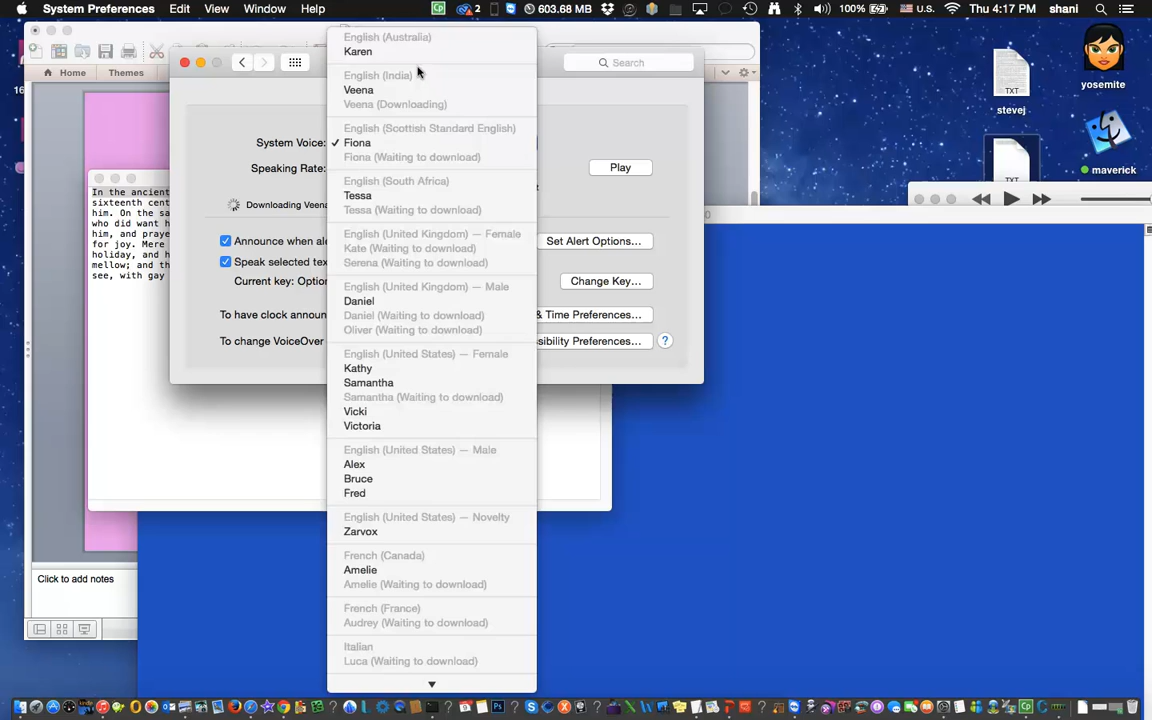 System Preferences Edit View Window Help
2 603.68 MB 100% U.S. Thu 4:17 PM shani
Home Themes
Search
System Voice:
Speaking Rate:
Play
Downloading Veena
Announce when ale
Set Alert Options...
Speak selected tex
Current key: Option
Change Key...
To have clock announ
& Time Preferences...
To change VoiceOver
ssibility Preferences...
?
English (Australia)
Karen
English (India)
Veena
Veena (Downloading)
English (Scottish Standard English)
✓ Fiona
Fiona (Waiting to download)
English (South Africa)
Tessa
Tessa (Waiting to download)
English (United Kingdom) — Female
Kate (Waiting to download)
Serena (Waiting to download)
English (United Kingdom) — Male
Daniel
Daniel (Waiting to download)
Oliver (Waiting to download)
English (United States) — Female
Kathy
Samantha
Samantha (Waiting to download)
Vicki
Victoria
English (United States) — Male
Alex
Bruce
Fred
English (United States) — Novelty
Zarvox
French (Canada)
Amelie
Amelie (Waiting to download)
French (France)
Audrey (Waiting to download)
Italian
Luca (Waiting to download)
In the ancient
sixteenth cent
him. On the sa
who did want h
him, and praye
for joy. Mere
holiday, and h
mellow; and th
see, with gay
Click to add notes
TXT
stevej
yosemite
TXT
maverick